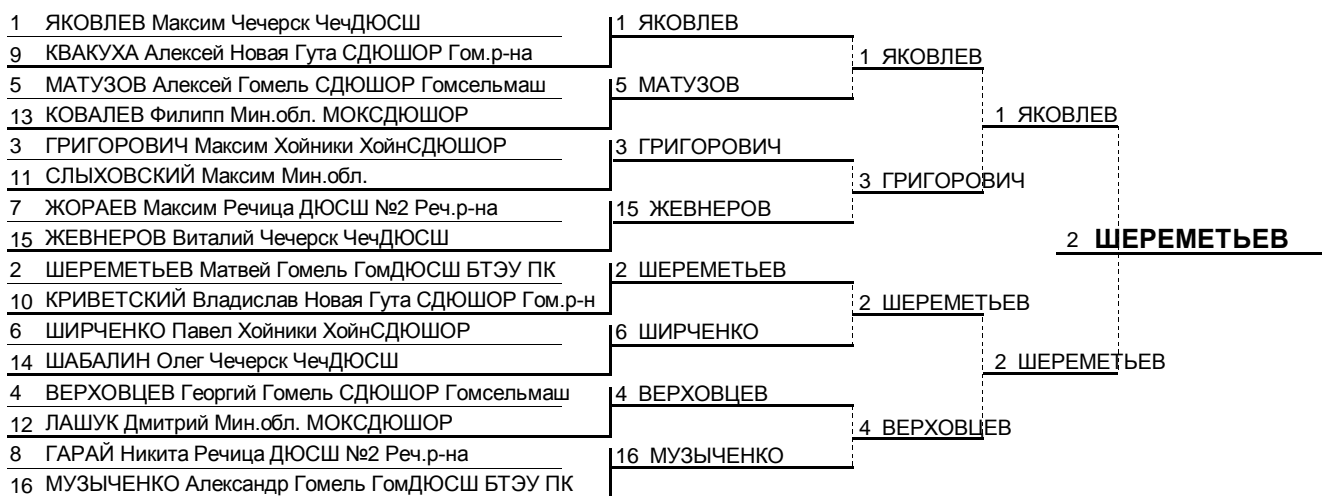 1 ЯКОВЛЕВ Максим Чечерск ЧечДЮСШ
9 КВАКУХА Алексей Новая Гута СДЮШОР Гом.р-на
5 МАТУЗОВ Алексей Гомель СДЮШОР Гомсельмаш
13 КОВАЛЕВ Филипп Мин.обл. МОКСДЮШОР
3 ГРИГОРОВИЧ Максим Хойники ХойнСДЮШОР
11 СЛЫХОВСКИЙ Максим Мин.обл.
7 ЖОРАЕВ Максим Речица ДЮСШ №2 Реч.р-на
15 ЖЕВНЕРОВ Виталий Чечерск ЧечДЮСШ
2 ШЕРЕМЕТЬЕВ Матвей Гомель ГомДЮСШ БТЭУ ПК
10 КРИВЕТСКИЙ Владислав Новая Гута СДЮШОР Гом.р-н
6 ШИРЧЕНКО Павел Хойники ХойнСДЮШОР
14 ШАБАЛИН Олег Чечерск ЧечДЮСШ
4 ВЕРХОВЦЕВ Георгий Гомель СДЮШОР Гомсельмаш
12 ЛАШУК Дмитрий Мин.обл. МОКСДЮШОР
8 ГАРАЙ Никита Речица ДЮСШ №2 Реч.р-на
16 МУЗЫЧЕНКО Александр Гомель ГомДЮСШ БТЭУ ПК
1 ЯКОВЛЕВ
5 МАТУЗОВ
3 ГРИГОРОВИЧ
15 ЖЕВНЕРОВ
2 ШЕРЕМЕТЬЕВ
6 ШИРЧЕНКО
4 ВЕРХОВЦЕВ
16 МУЗЫЧЕНКО
1 ЯКОВЛЕВ
3 ГРИГОРОВИЧ
2 ШЕРЕМЕТЬЕВ
4 ВЕРХОВЦЕВ
1 ЯКОВЛЕВ
2 ШЕРЕМЕТЬЕВ
2 ШЕРЕМЕТЬЕВ